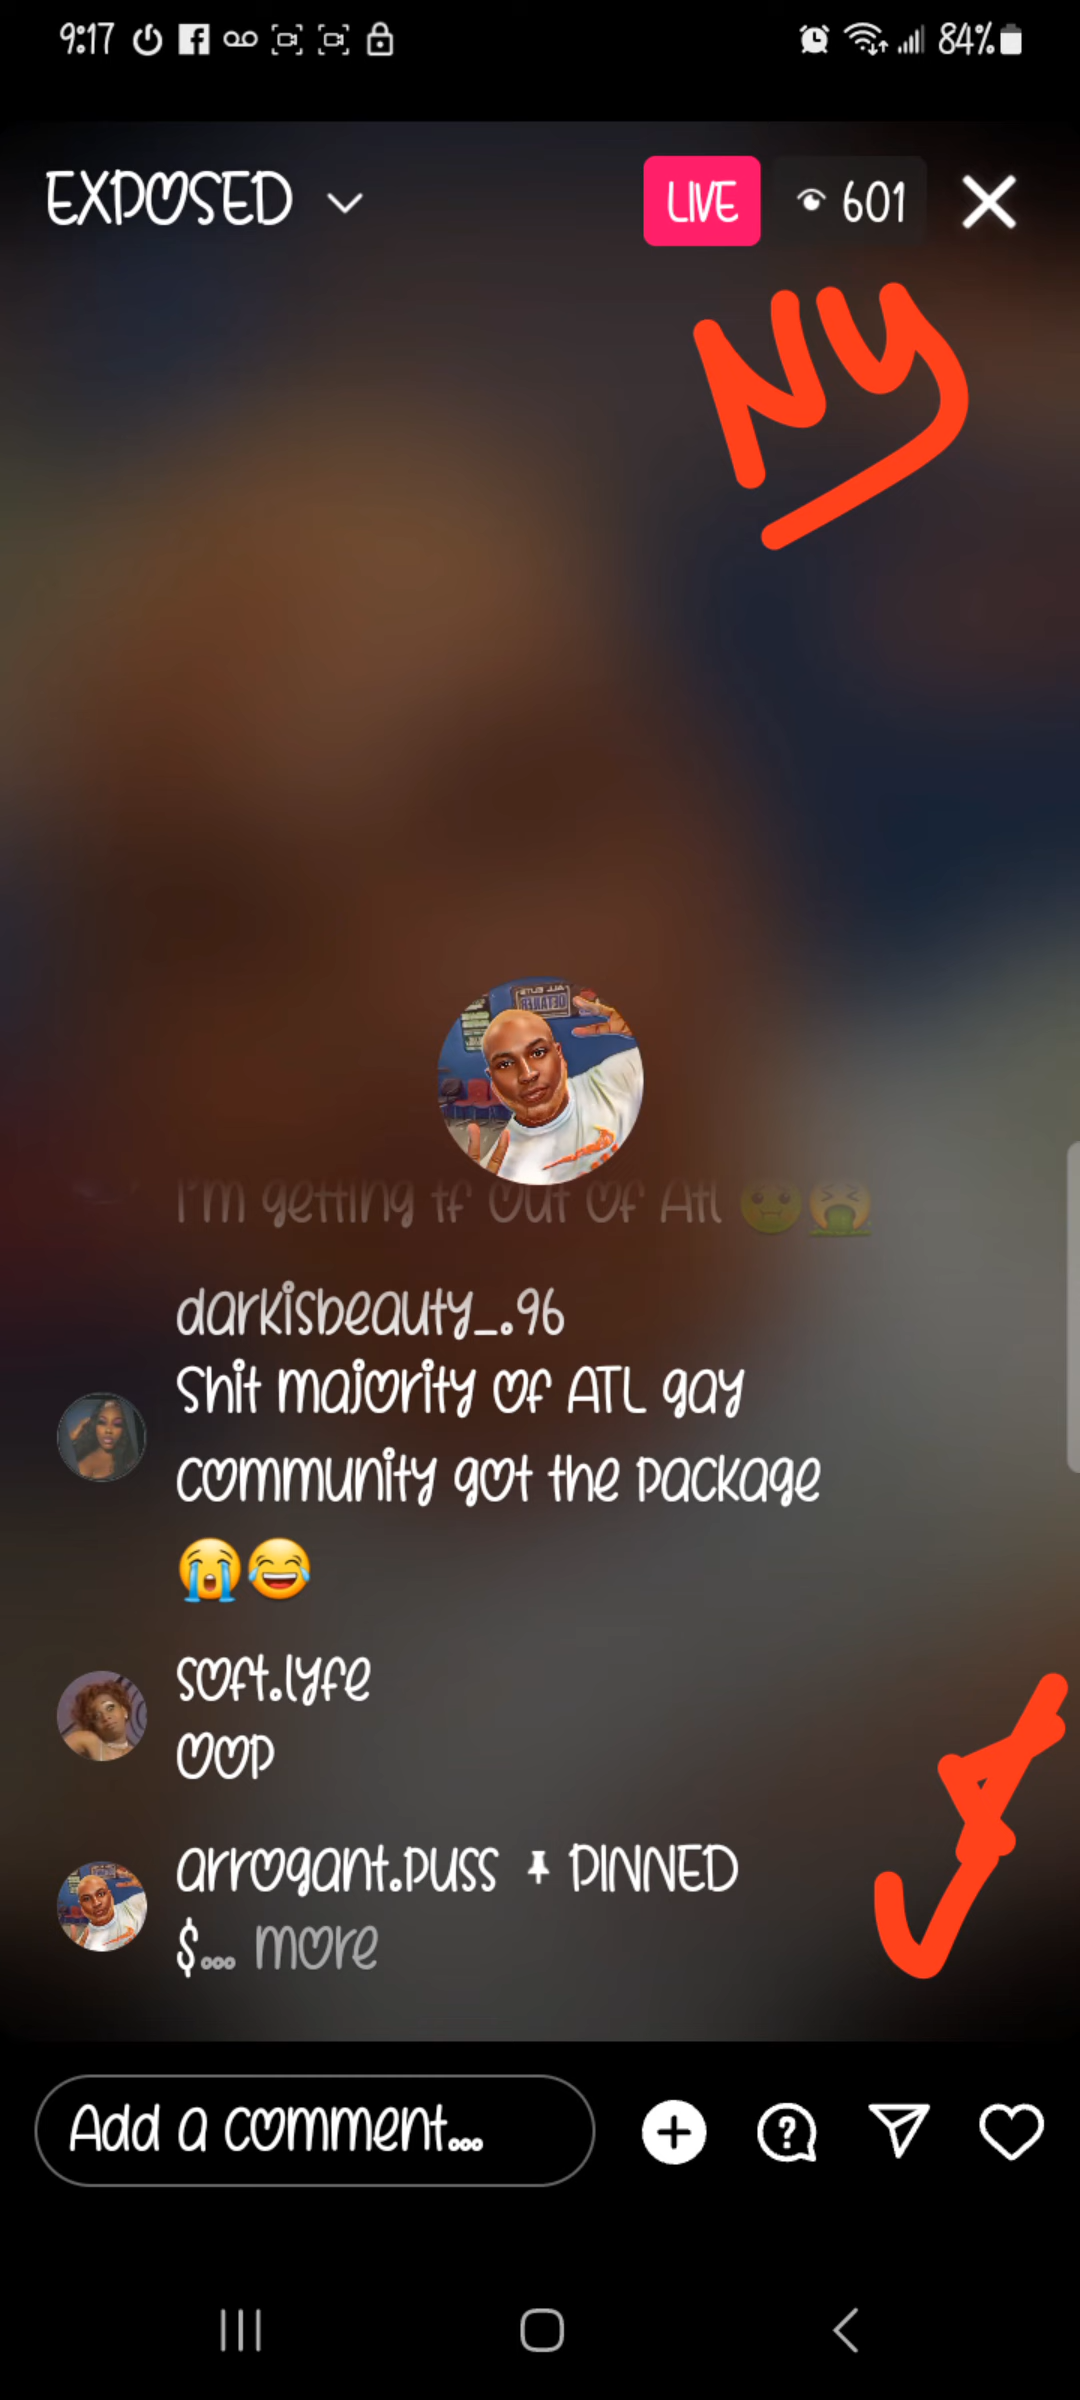 9:17
84%
EXPOSED
LIVE
601
NY
I'm getting tf out of Atl 🤢🤮
darkisbeauty_.96
Shit majority of ATL gay
community got the package
😭😂
soft.lyfe
OOP
arrogant.puss PINNED
$... more
Add a comment...